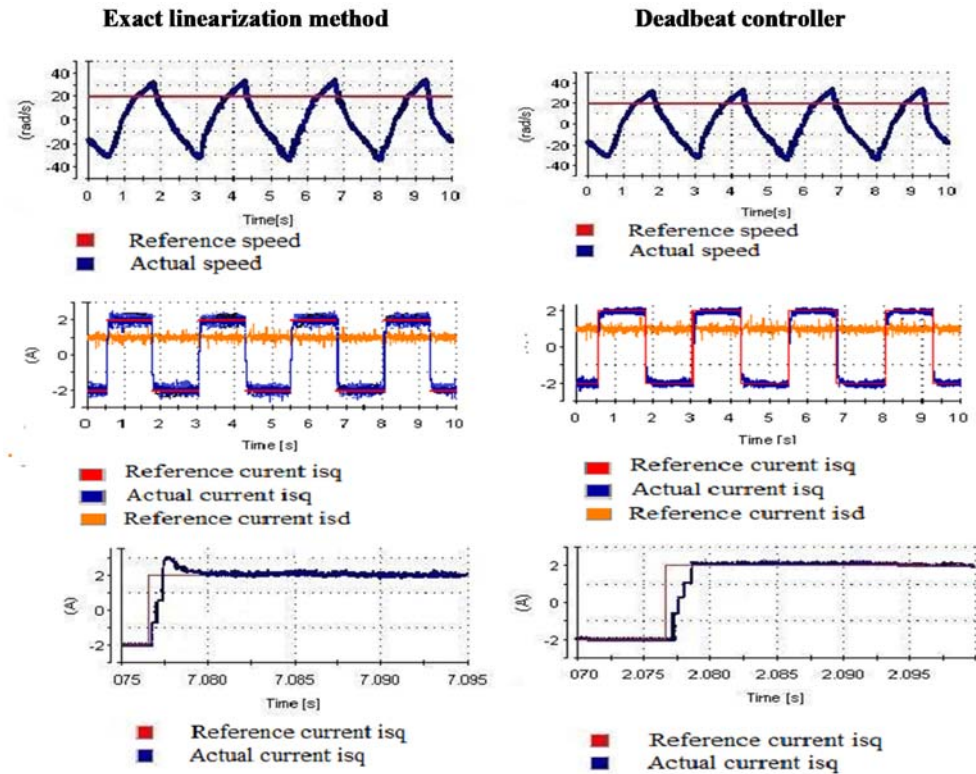 Exact linearization method
Deadbeat controller
(rad/s)
40
20
0
-20
-40
0 1 2 3 4 5 6 7 8 9 10
Time[s]
Reference speed
Actual speed
(rad/s)
40
20
0
-20
-40
0 1 2 3 4 5 6 7 8 9 10
Time[s]
Reference speed
Actual speed
(A)
2
0
-2
0 1 2 3 4 5 6 7 8 9 10
Time [s]
Reference curent isq
Actual current isq
Reference current isd
2
0
-2
0 1 2 3 4 5 6 7 8 9 10
Time [s]
Reference curent isq
Actual current isq
Reference current isd
(A)
2
0
-2
075 7.080 7.085 7.090 7.095
Time [s]
Reference current isq
Actual current isq
(A)
2
0
-2
070 2.075 2.080 2.085 2.090 2.095
Time [s]
Reference current isq
Actual current isq